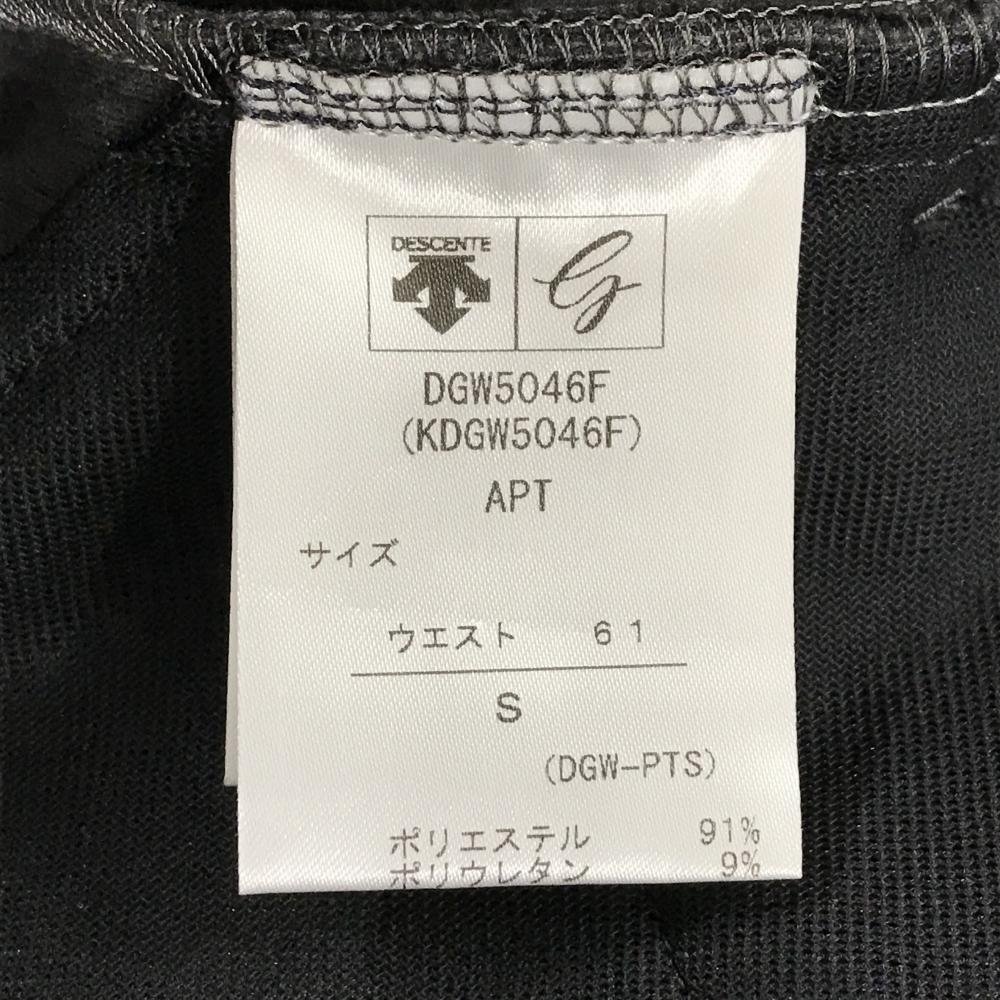 DESCENTE G
DGW5046F
(KDGW5046F)
APT
サイズ
ウエスト 61
S
(DGW-PTS)
ポリエステル 91%
ポリウレタン 9%